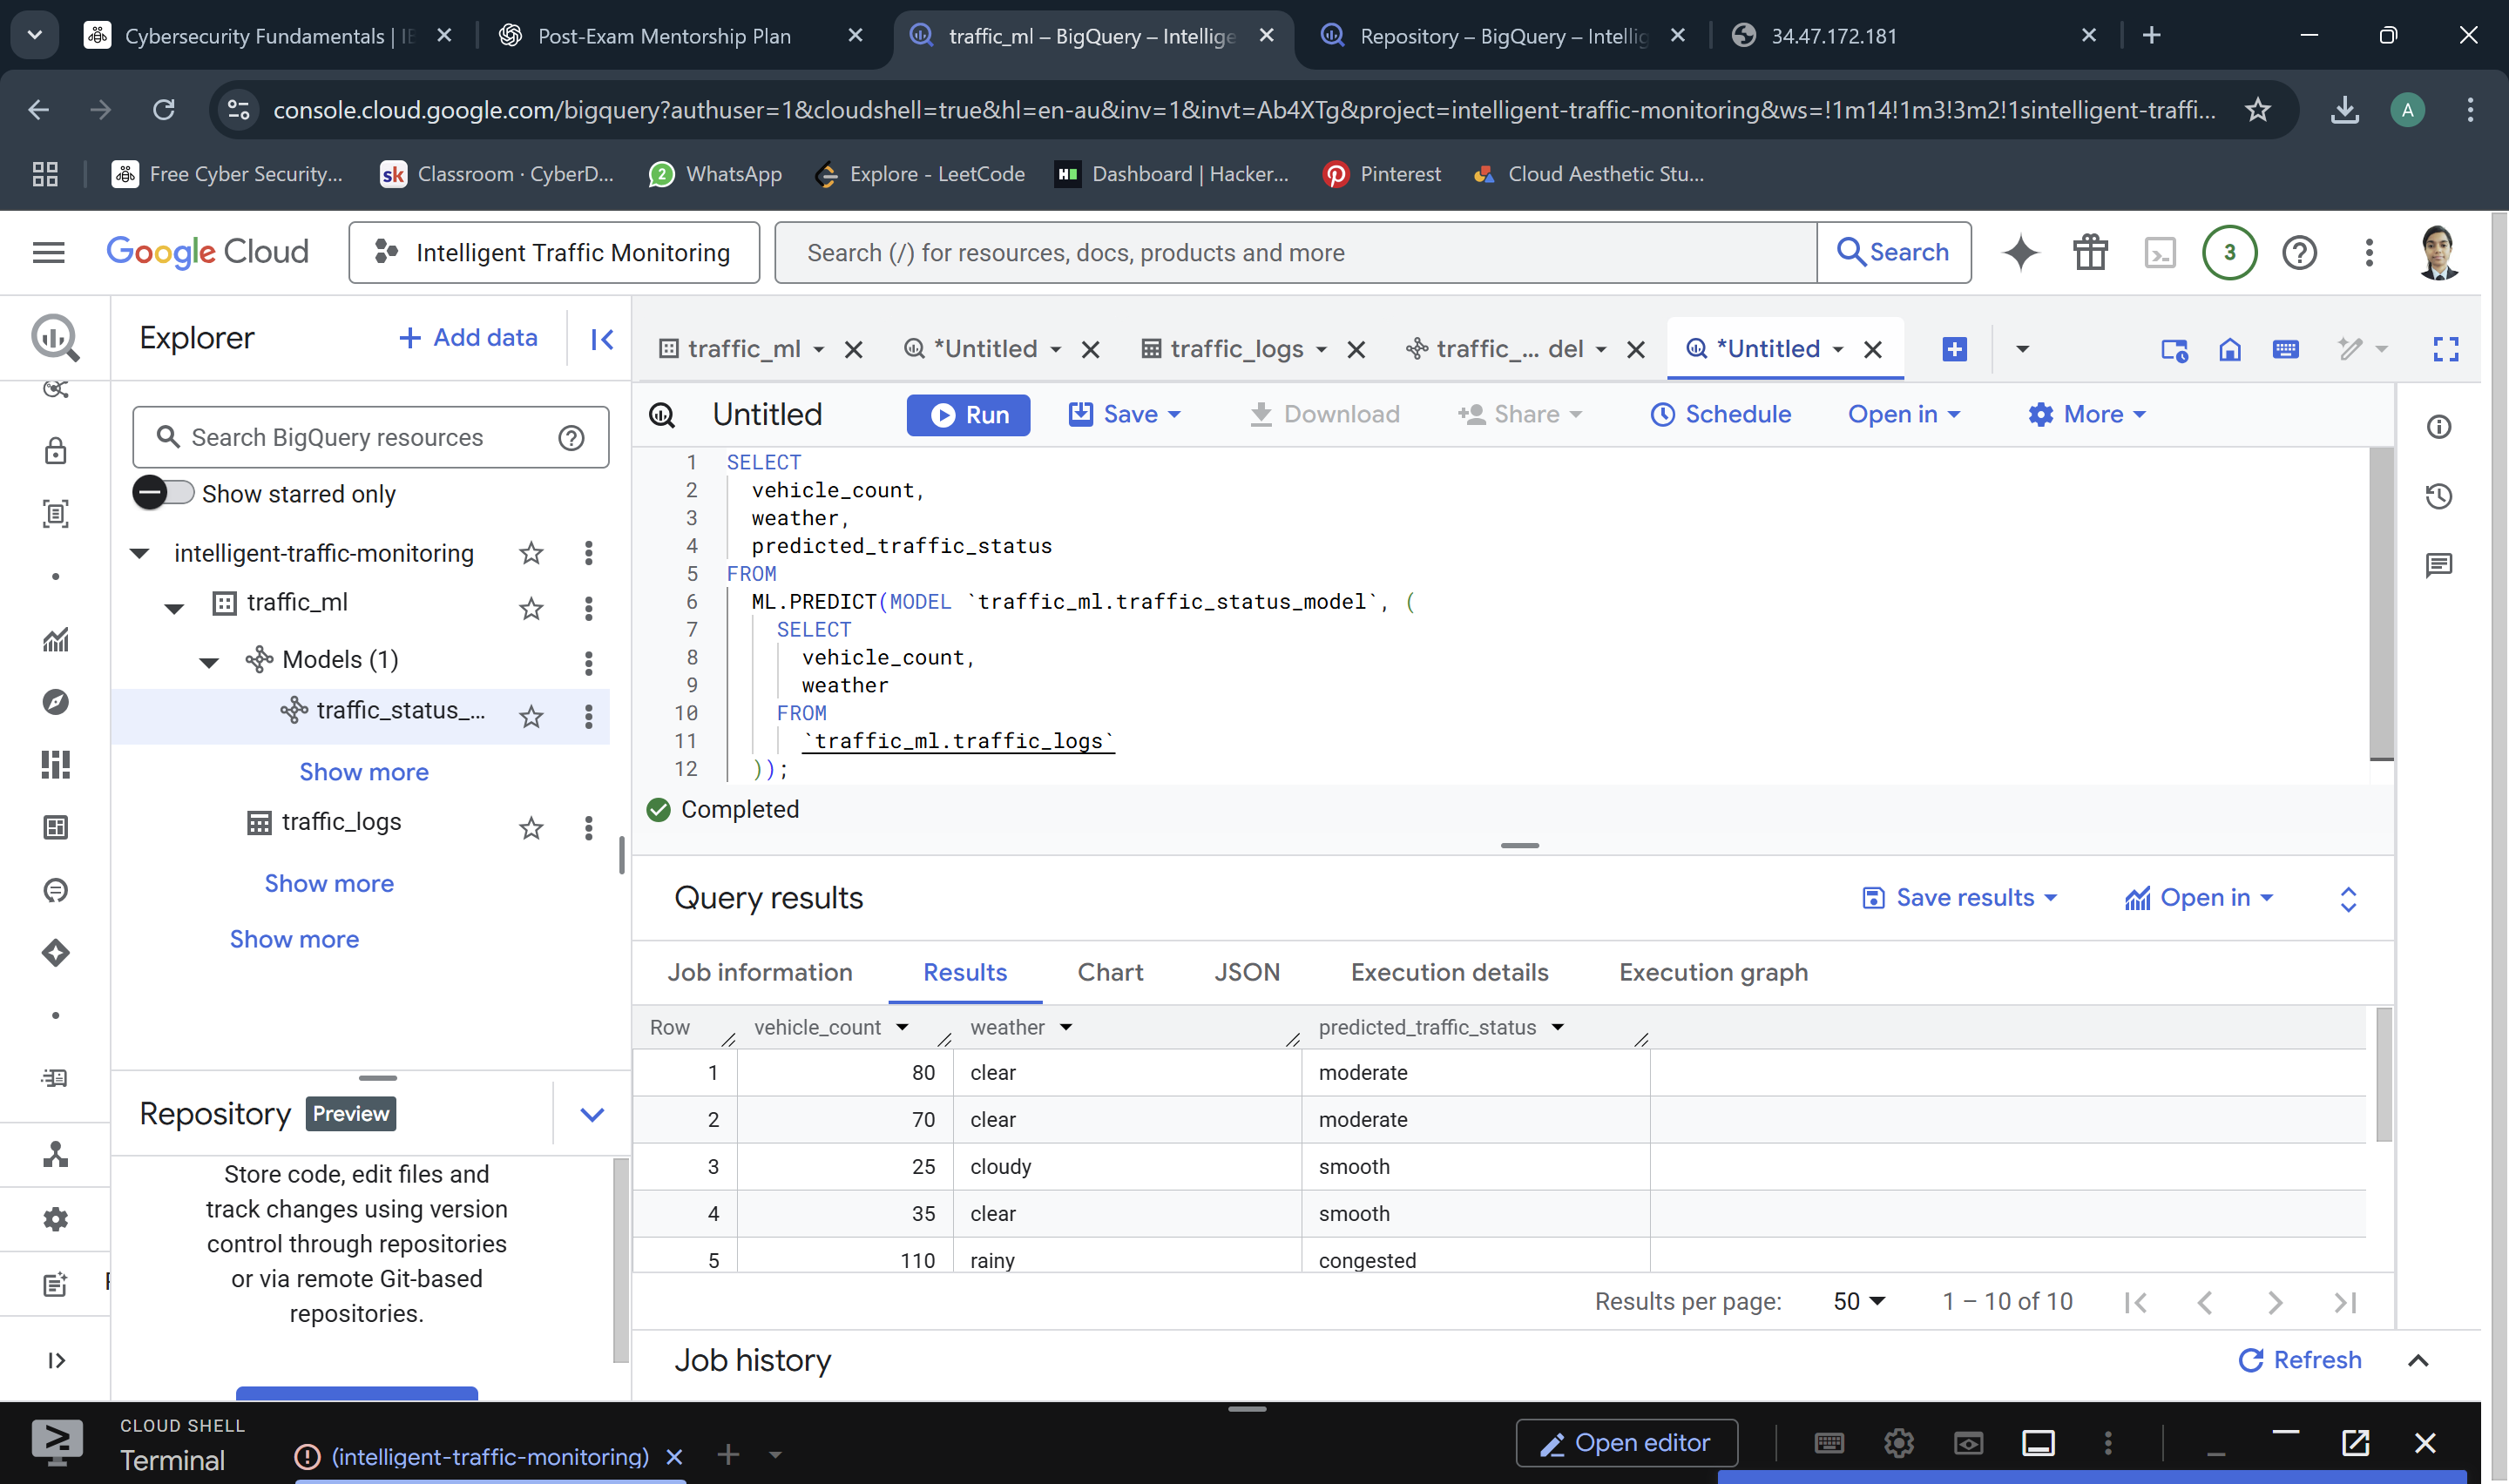 Cybersecurity Fundamentals | IB
Post-Exam Mentorship Plan
traffic_ml – BigQuery – Intellige
Repository – BigQuery – Intellig
34.47.172.181
console.cloud.google.com/bigquery?authuser=1&cloudshell=true&hl=en-au&inv=1&invt=Ab4XTg&project=intelligent-traffic-monitoring&ws=!1m14!1m3!3m2!1sintelligent-traffi...
A
Free Cyber Security...
sk Classroom · CyberD...
2 WhatsApp
Explore - LeetCode
Dashboard | Hacker...
Pinterest
Cloud Aesthetic Stu...
Google Cloud
Intelligent Traffic Monitoring
Search (/) for resources, docs, products and more
Search
3
Explorer
+ Add data
traffic_ml
*Untitled
traffic_logs
traffic_... del
*Untitled
Search BigQuery resources
Show starred only
intelligent-traffic-monitoring
traffic_ml
Models (1)
traffic_status_...
Show more
traffic_logs
Show more
Show more
Untitled
Run
Save
Download
Share
Schedule
Open in
More
1 SELECT
2 vehicle_count,
3 weather,
4 predicted_traffic_status
5 FROM
6 ML.PREDICT(MODEL `traffic_ml.traffic_status_model`, (
7 SELECT
8 vehicle_count,
9 weather
10 FROM
11 `traffic_ml.traffic_logs`
12 ));
Completed
Query results
Save results
Open in
Job information
Results
Chart
JSON
Execution details
Execution graph
Row vehicle_count weather predicted_traffic_status
1 80 clear moderate
2 70 clear moderate
3 25 cloudy smooth
4 35 clear smooth
5 110 rainy congested
Results per page: 50 1 – 10 of 10
Job history
Refresh
Repository Preview
Store code, edit files and
track changes using version
control through repositories
or via remote Git-based
repositories.
CLOUD SHELL
Terminal
(intelligent-traffic-monitoring)
Open editor